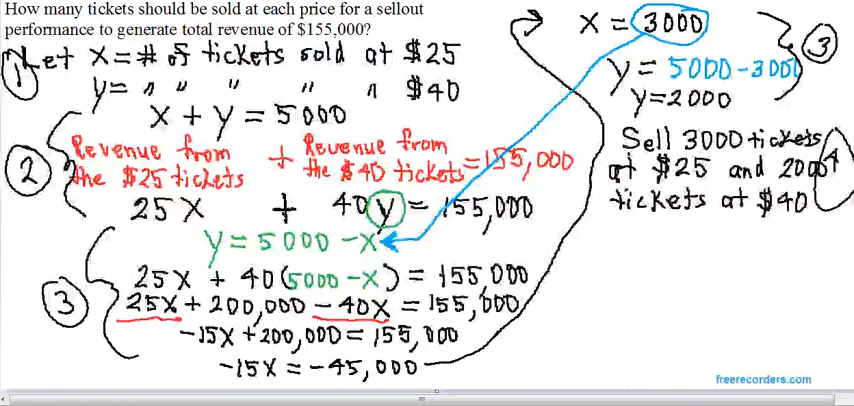 How many tickets should be sold at each price for a sellout
performance to generate total revenue of $155,000?
1
Let X = # of tickets sold at $25
y = " " " " " $40
X + y = 5000
2
Revenue from the $25 tickets + Revenue from the $40 tickets = 155,000
25X + 40y = 155,000
y = 5000 - X
3
25X + 40(5000 - X) = 155,000
25X + 200,000 - 40X = 155,000
-15X + 200,000 = 155,000
-15X = -45,000
X = 3000
3
y = 5000 - 3000
y = 2000
Sell 3000 tickets
at $25 and 2000
4
tickets at $40
freerecorders.com